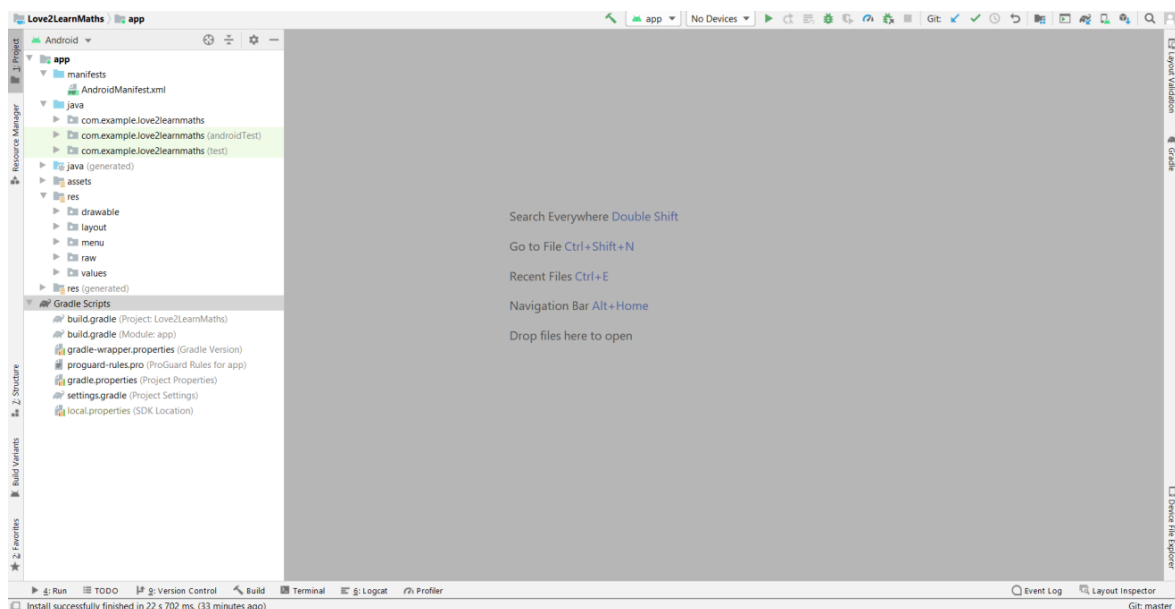 Love2LearnMaths app
app No Devices Git:
Android
1: Project
Resource Manager
7: Structure
Build Variants
2: Favorites
app
manifests
AndroidManifest.xml
java
com.example.love2learnmaths
com.example.love2learnmaths (androidTest)
com.example.love2learnmaths (test)
java (generated)
assets
res
drawable
layout
menu
raw
values
res (generated)
Gradle Scripts
build.gradle (Project: Love2LearnMaths)
build.gradle (Module: app)
gradle-wrapper.properties (Gradle Version)
proguard-rules.pro (ProGuard Rules for app)
gradle.properties (Project Properties)
settings.gradle (Project Settings)
local.properties (SDK Location)
Search Everywhere Double Shift
Go to File Ctrl+Shift+N
Recent Files Ctrl+E
Navigation Bar Alt+Home
Drop files here to open
Layout Validation
Gradle
Device File Explorer
4: Run TODO 9: Version Control Build Terminal 6: Logcat Profiler Event Log Layout Inspector
Install successfully finished in 22 s 702 ms. (33 minutes ago) Git: master